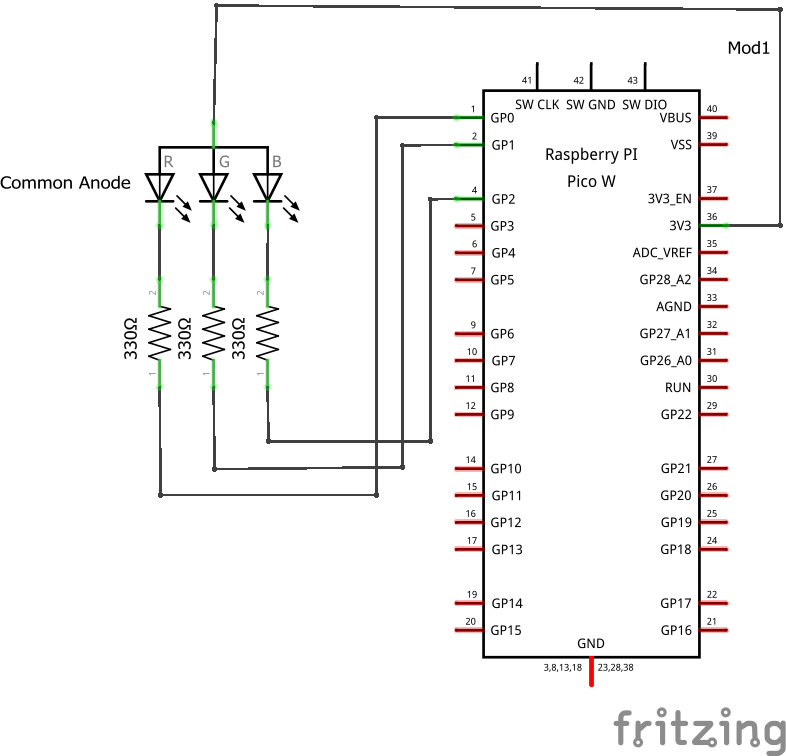 Mod1
41 42 43
SW CLK SW GND SW DIO
1 GP0 VBUS 40
2 GP1 VSS 39
Raspberry PI
Pico W
R G B
Common Anode
4 GP2 3V3_EN 37
5 GP3 3V3 36
6 GP4 ADC_VREF 35
7 GP5 GP28_A2 34
2 2 2
AGND 33
330Ω 330Ω 330Ω
9 GP6 GP27_A1 32
10 GP7 GP26_A0 31
1 1 1
11 GP8 RUN 30
12 GP9 GP22 29
14 GP10 GP21 27
15 GP11 GP20 26
16 GP12 GP19 25
17 GP13 GP18 24
19 GP14 GP17 22
20 GP15 GP16 21
GND
3,8,13,18 23,28,38
fritzing